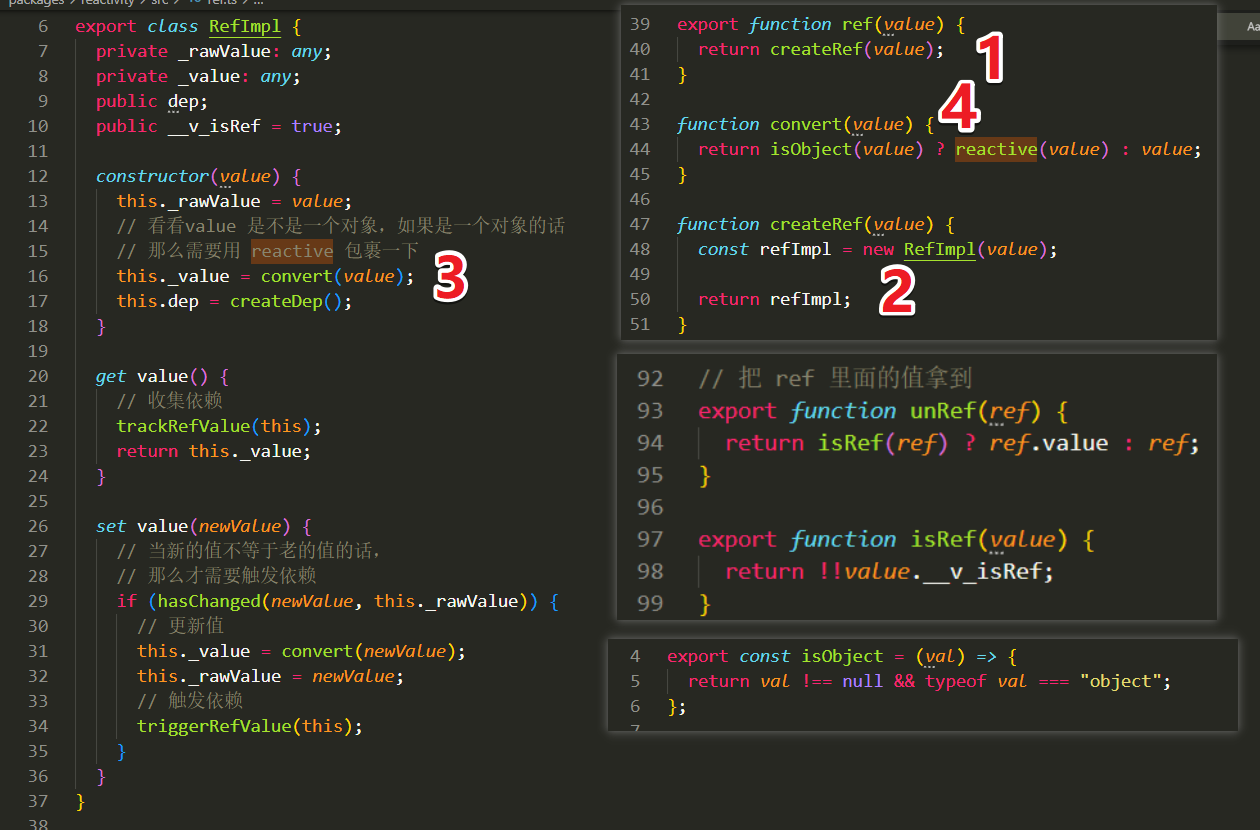 packages > reactivity > src > ref.ts > ...
6 export class RefImpl {
7 private _rawValue: any;
8 private _value: any;
9 public dep;
10 public __v_isRef = true;
11
12 constructor(value) {
13 this._rawValue = value;
14 // 看看value 是不是一个对象，如果是一个对象的话
15 // 那么需要用 reactive 包裹一下
16 this._value = convert(value);
3
17 this.dep = createDep();
18 }
19
20 get value() {
21 // 收集依赖
22 trackRefValue(this);
23 return this._value;
24 }
25
26 set value(newValue) {
27 // 当新的值不等于老的值的话，
28 // 那么才需要触发依赖
29 if (hasChanged(newValue, this._rawValue)) {
30 // 更新值
31 this._value = convert(newValue);
32 this._rawValue = newValue;
33 // 触发依赖
34 triggerRefValue(this);
35 }
36 }
37 }
38
Aa
39 export function ref(value) {
40 return createRef(value);
1
41 }
42
4
43 function convert(value) {
44 return isObject(value) ? reactive(value) : value;
45 }
46
47 function createRef(value) {
48 const refImpl = new RefImpl(value);
49
2
50 return refImpl;
51 }
92 // 把 ref 里面的值拿到
93 export function unRef(ref) {
94 return isRef(ref) ? ref.value : ref;
95 }
96
97 export function isRef(value) {
98 return !!value.__v_isRef;
99 }
4 export const isObject = (val) => {
5 return val !== null && typeof val === "object";
6 };
7